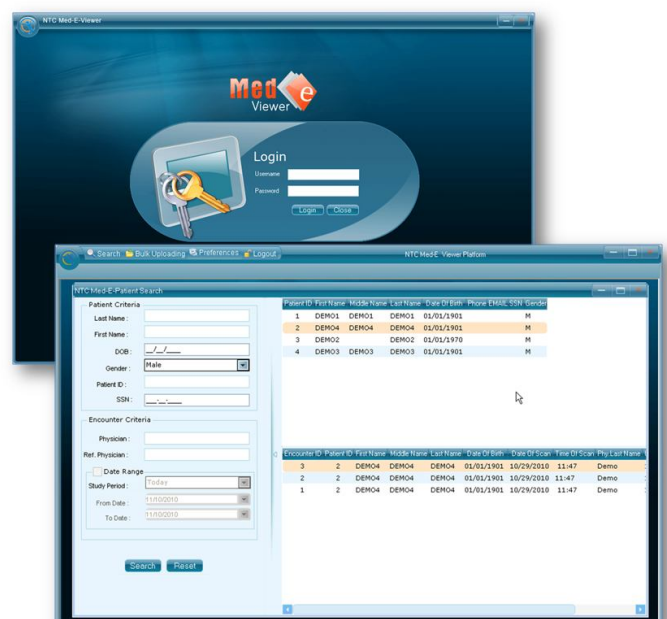 NTC Med-E-Viewer
Med e
Viewer
Login
Username
Password
Login Close
Search Bulk Uploading Preferences Logout NTC Med-E Viewer Platform
NTC Med-E-Patient Search
Patient Criteria
Last Name :
First Name :
DOB : __/__/____
Gender : Male
Patient ID :
SSN : ___-__-____
Encounter Criteria
Physician :
Ref. Physician :
Date Range
Study Period : Today
From Date : 11/10/2010
To Date : 11/10/2010
Search Reset
Patient ID First Name Middle Name Last Name Date Of Birth Phone EMAIL SSN Gender
1 DEMO1 DEMO1 DEMO1 01/01/1901 M
2 DEMO4 DEMO4 DEMO4 01/01/1901 M
3 DEMO2 DEMO2 01/01/1970 M
4 DEMO3 DEMO3 DEMO3 01/01/1901 M
Encounter ID Patient ID First Name Middle Name Last Name Date Of Birth Date Of Scan Time Of Scan Phy.Last Name
3 2 DEMO4 DEMO4 DEMO4 01/01/1901 10/29/2010 11:47 Demo
2 2 DEMO4 DEMO4 DEMO4 01/01/1901 10/29/2010 11:47 Demo
1 2 DEMO4 DEMO4 DEMO4 01/01/1901 10/29/2010 11:47 Demo